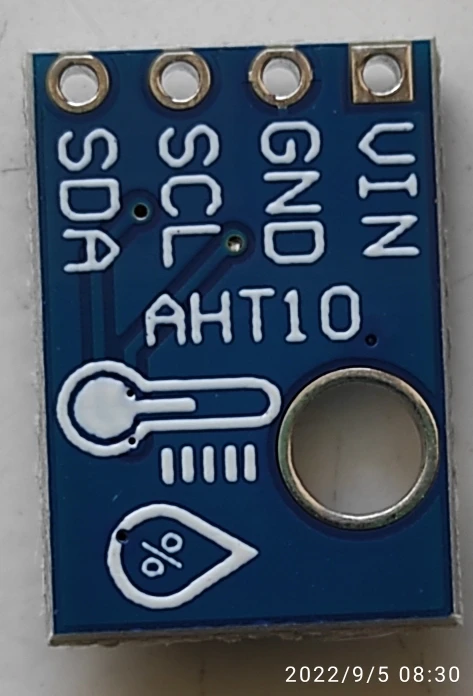 SDA
SCL
GND
VIN
AHT10
%
2022/9/5 08:30